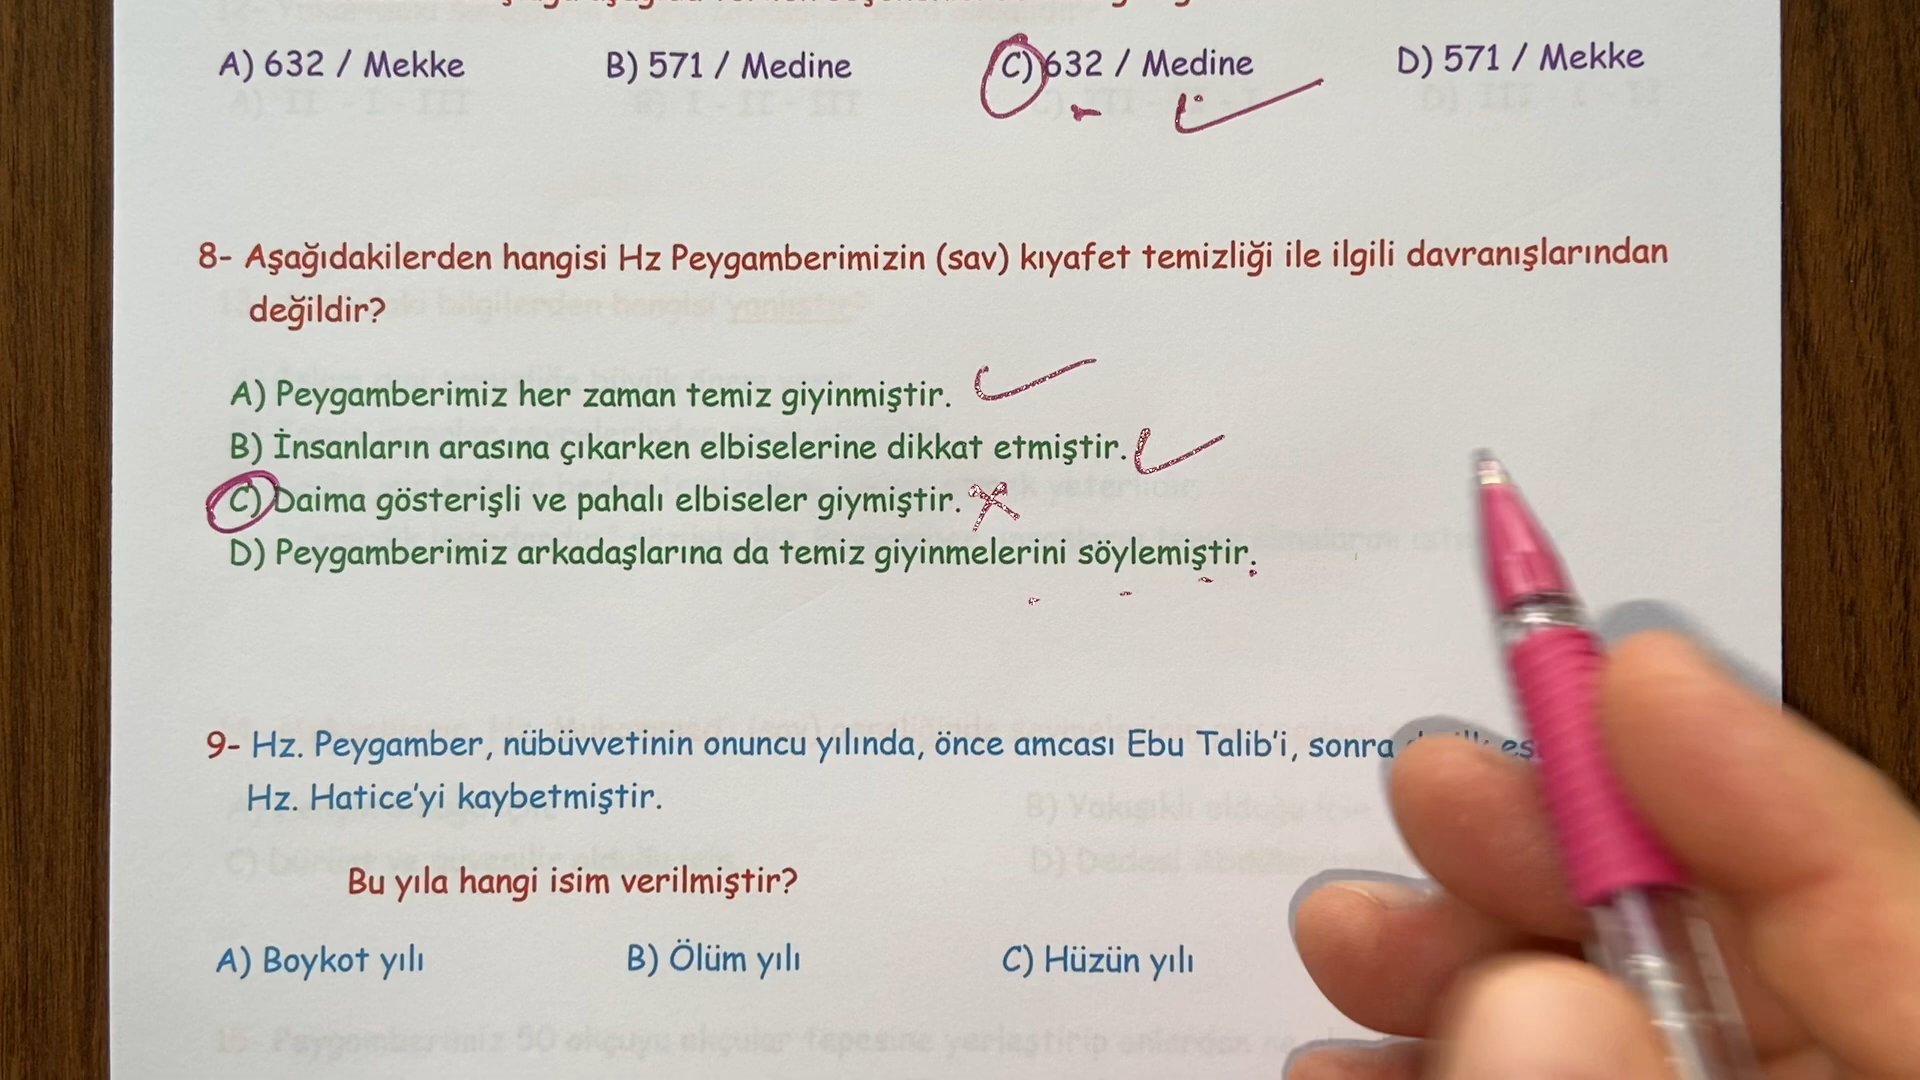 A) 632 / Mekke B) 571 / Medine C) 632 / Medine D) 571 / Mekke
8- Aşağıdakilerden hangisi Hz Peygamberimizin (sav) kıyafet temizliği ile ilgili davranışlarından
değildir?
A) Peygamberimiz her zaman temiz giyinmiştir.
B) İnsanların arasına çıkarken elbiselerine dikkat etmiştir.
C) Daima gösterişli ve pahalı elbiseler giymiştir.
D) Peygamberimiz arkadaşlarına da temiz giyinmelerini söylemiştir.
9- Hz. Peygamber, nübüvvetinin onuncu yılında, önce amcası Ebu Talib'i, sonra
Hz. Hatice'yi kaybetmiştir.
Bu yıla hangi isim verilmiştir?
A) Boykot yılı B) Ölüm yılı C) Hüzün yılı